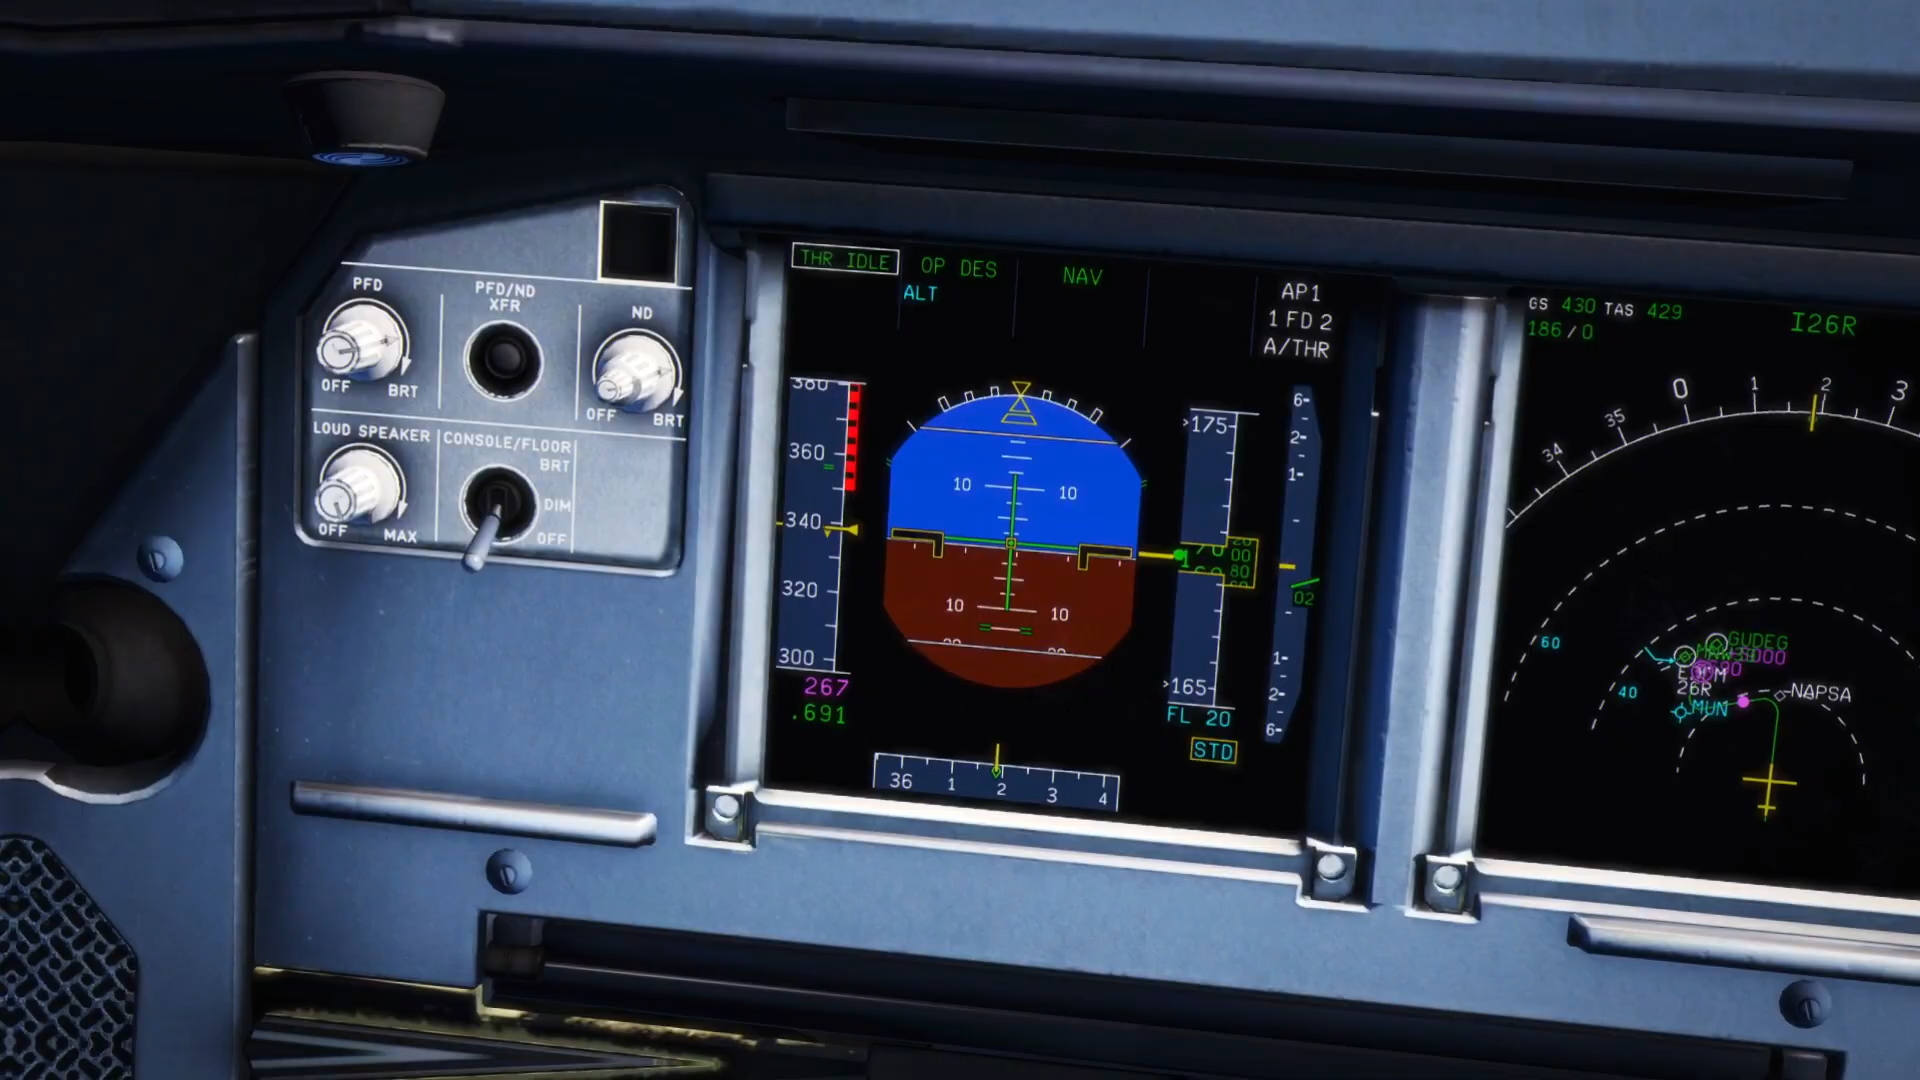 PFD
PFD/ND
XFR
ND
OFF
BRT
OFF
BRT
LOUD SPEAKER
CONSOLE/FLOOR
BRT
DIM
OFF
OFF
MAX
THR IDLE
OP DES
NAV
ALT
AP1
1 FD 2
A/THR
380
360
340
320
300
267
.691
10 10
10 10
20 20
175
165
FL 20
STD
6
2
1
02
1
2
6
36 1 2 3 4
GS 430 TAS 429
186/0
I26R
34 35 0 1 2 3
60
40
GUDEG
26R
MUN
NAPSA